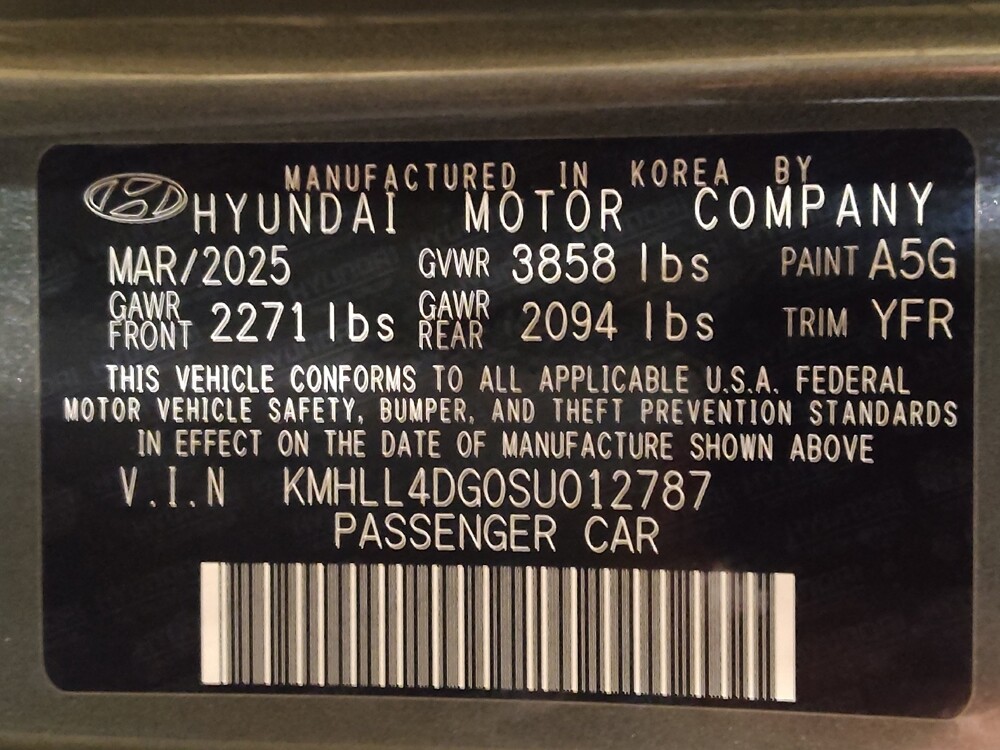 MANUFACTURED IN KOREA BY
HYUNDAI MOTOR COMPANY
MAR/2025 GVWR 3858 lbs PAINT A5G
GAWR FRONT 2271 lbs GAWR REAR 2094 lbs TRIM YFR
THIS VEHICLE CONFORMS TO ALL APPLICABLE U.S.A. FEDERAL
MOTOR VEHICLE SAFETY, BUMPER, AND THEFT PREVENTION STANDARDS
IN EFFECT ON THE DATE OF MANUFACTURE SHOWN ABOVE
V.I.N KMHLL4DG0SU012787
PASSENGER CAR